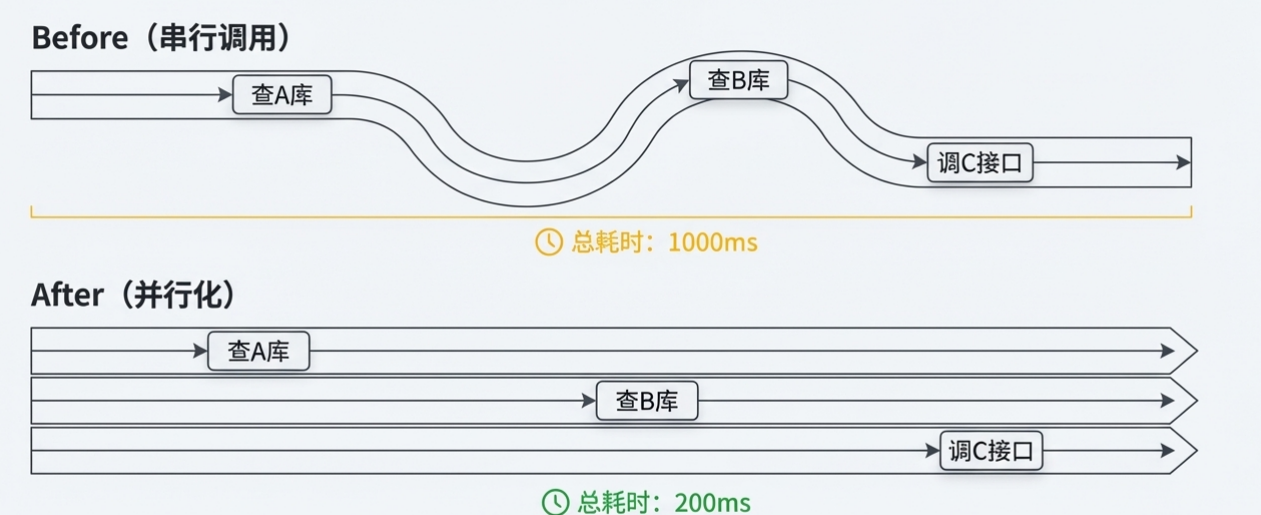 Before（串行调用）
查A库
查B库
调C接口
总耗时：1000ms
After（并行化）
查A库
查B库
调C接口
总耗时：200ms